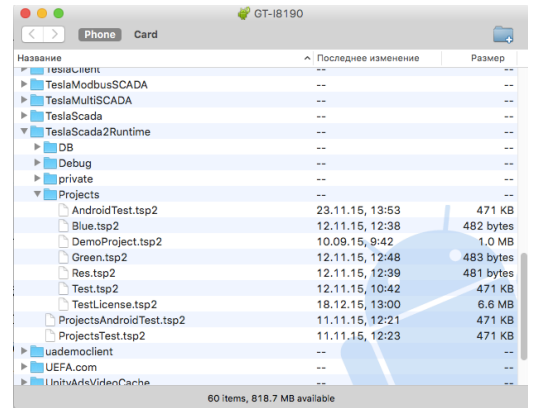 GT-I8190
Phone Card
Название Последнее изменение Размер
TeslaClient -- --
TeslaModbusSCADA -- --
TeslaMultiSCADA -- --
TeslaScada -- --
TeslaScada2Runtime -- --
DB -- --
Debug -- --
private -- --
Projects -- --
AndroidTest.tsp2 23.11.15, 13:53 471 KB
Blue.tsp2 12.11.15, 12:38 482 bytes
DemoProject.tsp2 10.09.15, 9:42 1.0 MB
Green.tsp2 12.11.15, 12:48 483 bytes
Res.tsp2 12.11.15, 12:39 481 bytes
Test.tsp2 12.11.15, 10:42 471 KB
TestLicense.tsp2 18.12.15, 13:00 6.6 MB
ProjectsAndroidTest.tsp2 11.11.15, 12:21 471 KB
ProjectsTest.tsp2 11.11.15, 12:23 471 KB
uademoclient -- --
UEFA.com -- --
UnityAdsVideoCache -- --
60 items, 818.7 MB available